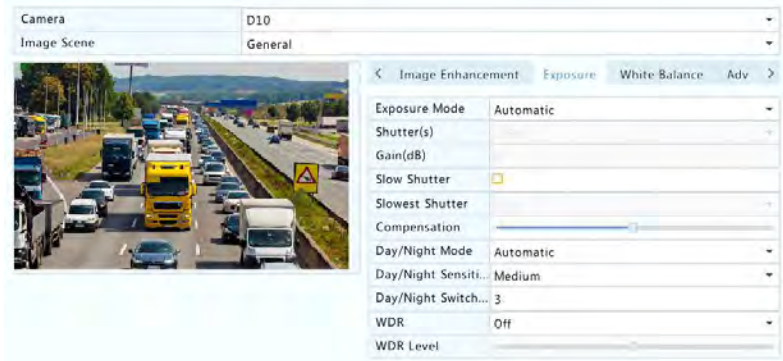 Camera D10
Image Scene General
< Image Enhancement Exposure White Balance Adv >
Exposure Mode Automatic
Shutter(s)
Gain(dB)
Slow Shutter
Slowest Shutter
Compensation
Day/Night Mode Automatic
Day/Night Sensiti... Medium
Day/Night Switch... 3
WDR Off
WDR Level